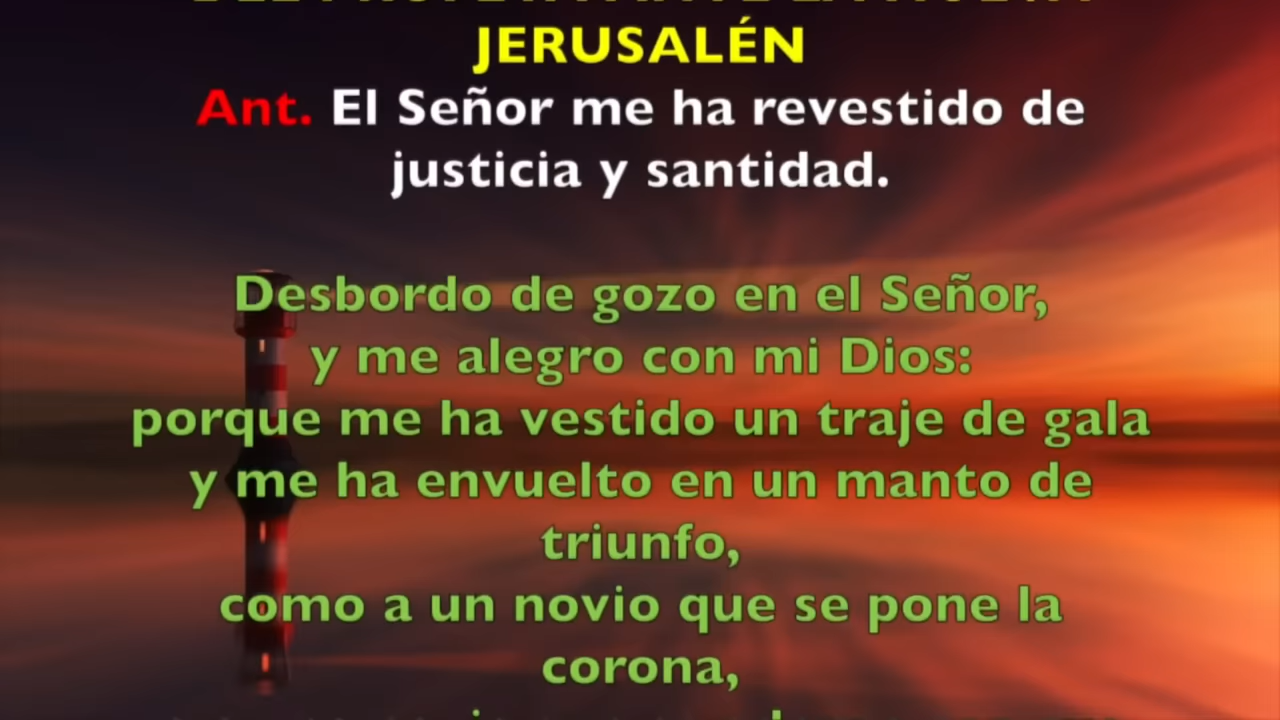 JERUSALÉN
Ant. El Señor me ha revestido de
justicia y santidad.
Desbordo de gozo en el Señor,
y me alegro con mi Dios:
porque me ha vestido un traje de gala
y me ha envuelto en un manto de
triunfo,
como a un novio que se pone la
corona,